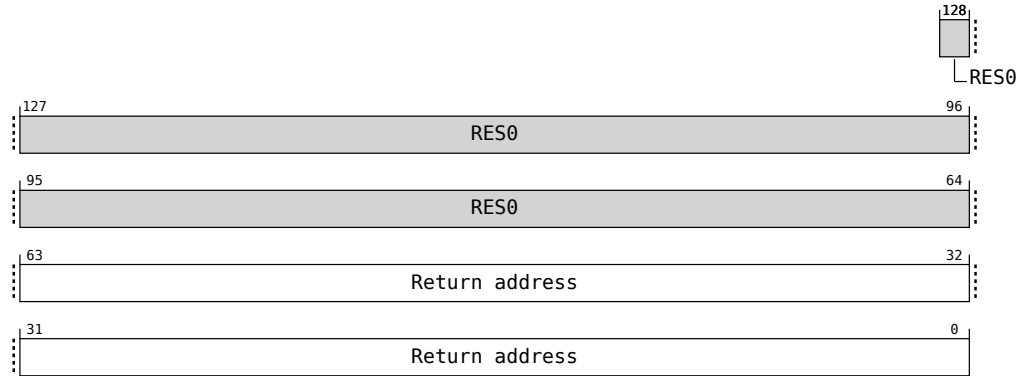 128
RES0
127 96
RES0
95 64
RES0
63 32
Return address
31 0
Return address